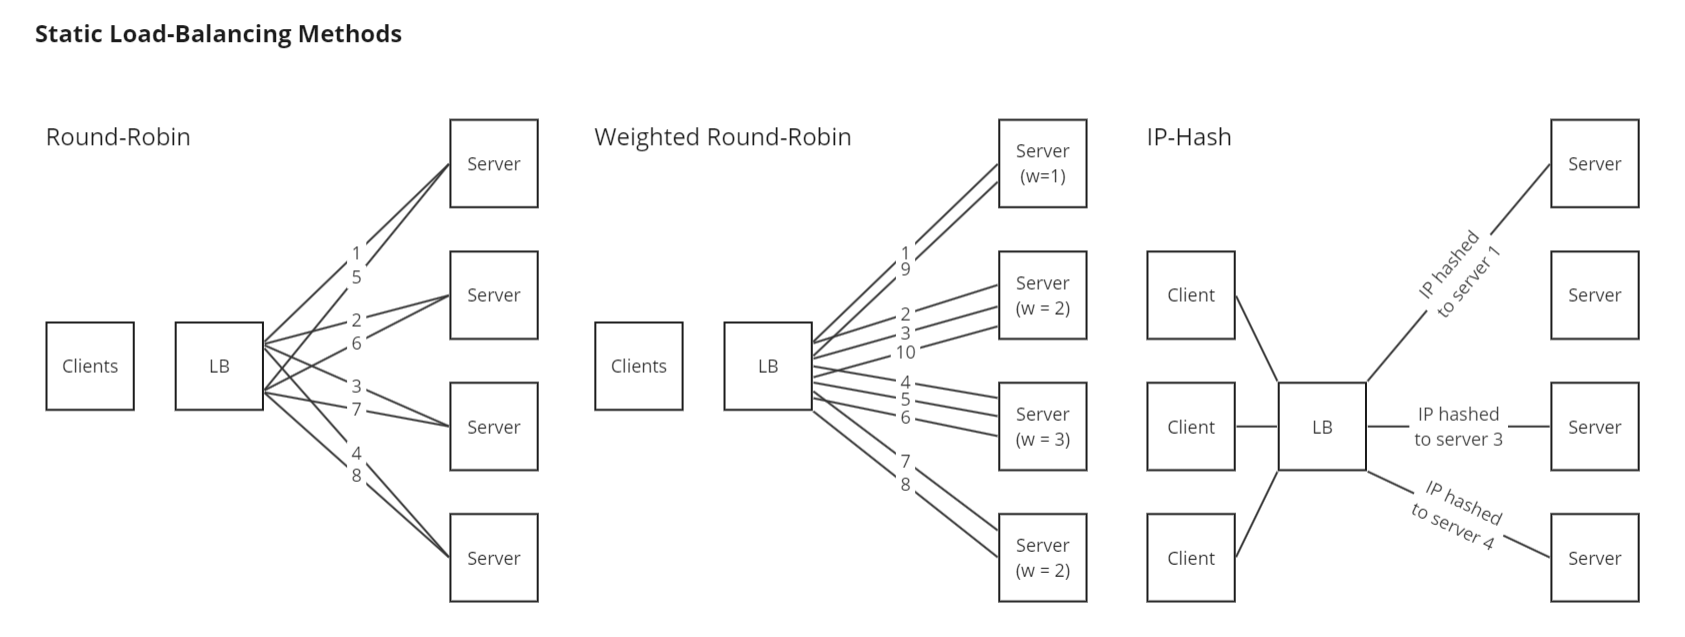 Static Load-Balancing Methods
Round-Robin
Clients
LB
1
5
2
6
3
7
4
8
Server
Server
Server
Server
Weighted Round-Robin
Clients
LB
1
9
2
3
10
4
5
6
7
8
Server
(w=1)
Server
(w = 2)
Server
(w = 3)
Server
(w = 2)
IP-Hash
Client
Client
Client
LB
IP hashed
to server 1
IP hashed
to server 3
IP hashed
to server 4
Server
Server
Server
Server